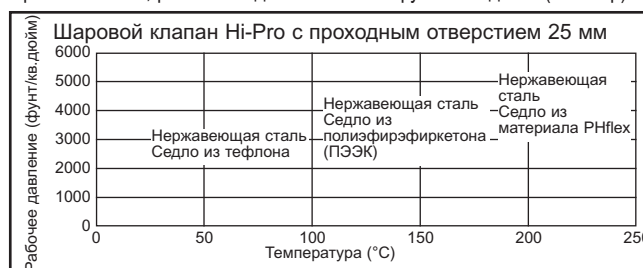 Шаровой клапан Hi-Pro с проходным отверстием 25 мм
Рабочее давление (фунт/кв.дюйм)
6000
5000
4000
3000
2000
1000
0
Нержавеющая сталь
Седло из тефлона
Нержавеющая сталь
Седло из
полиэфирэфиркетона
(ПЭЭК)
Нержавеющая
сталь
Седло из
материала PHflex
0
50
100
150
200
250
Температура (°C)